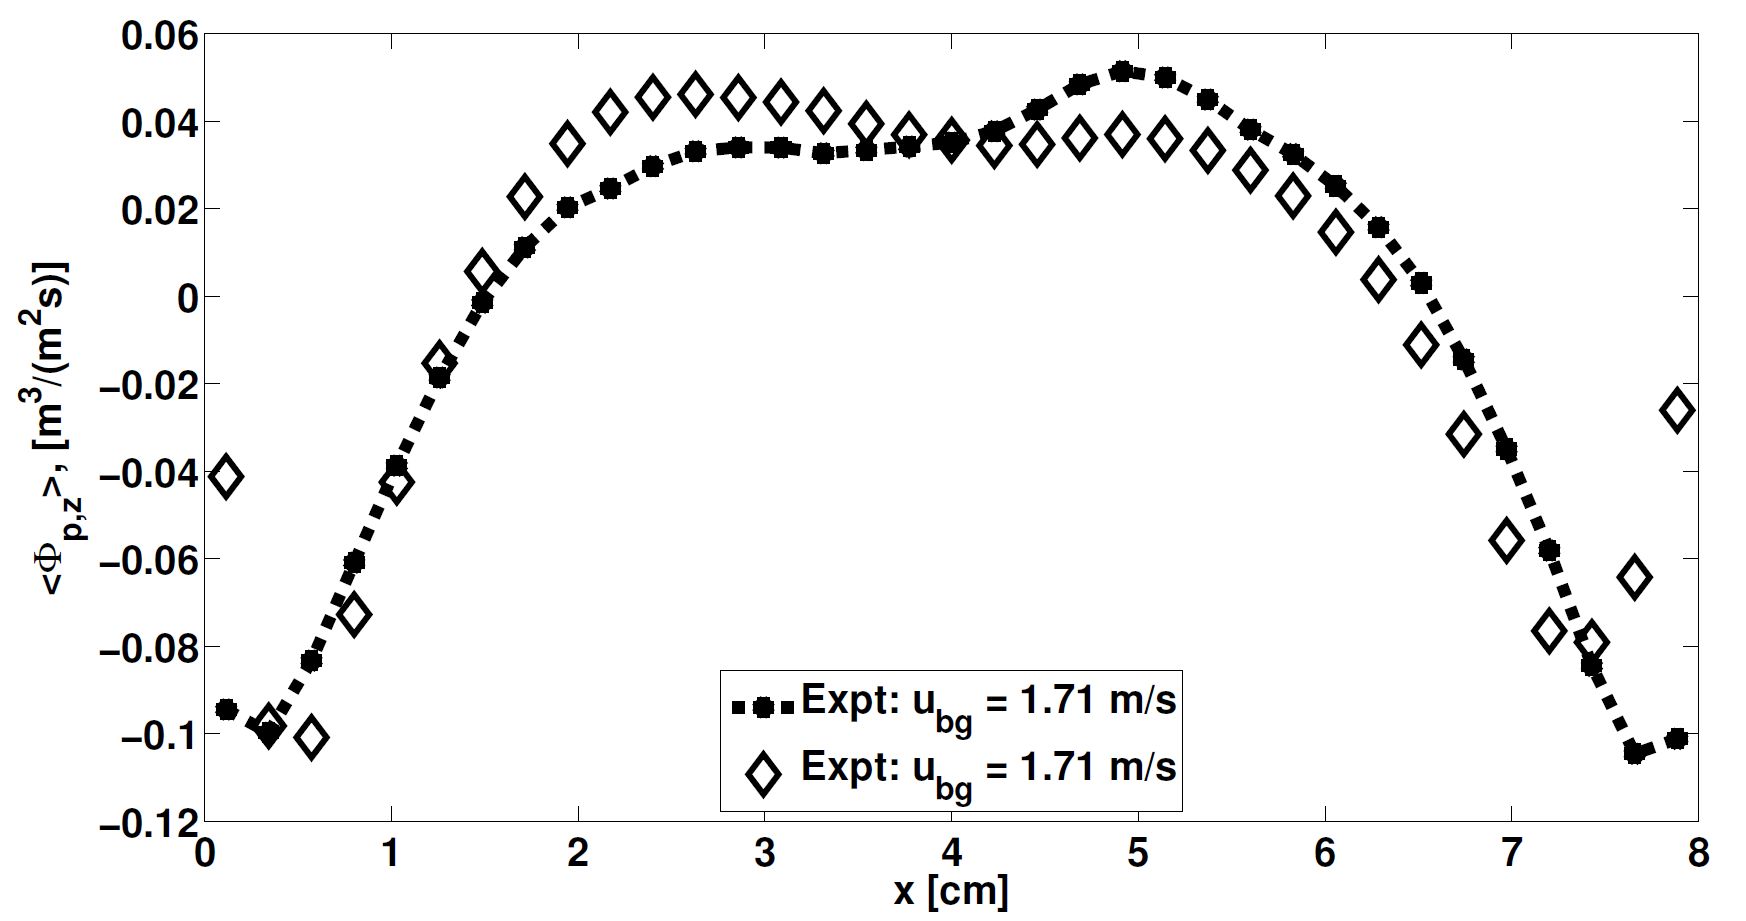 0.06
0.04
0.02
0
−0.02
−0.04
−0.06
−0.08
−0.1
−0.12
<Φp,z>, [m3/(m2s)]
Expt: ubg = 1.71 m/s
Expt: ubg = 1.71 m/s
0 1 2 3 4 5 6 7 8
x [cm]